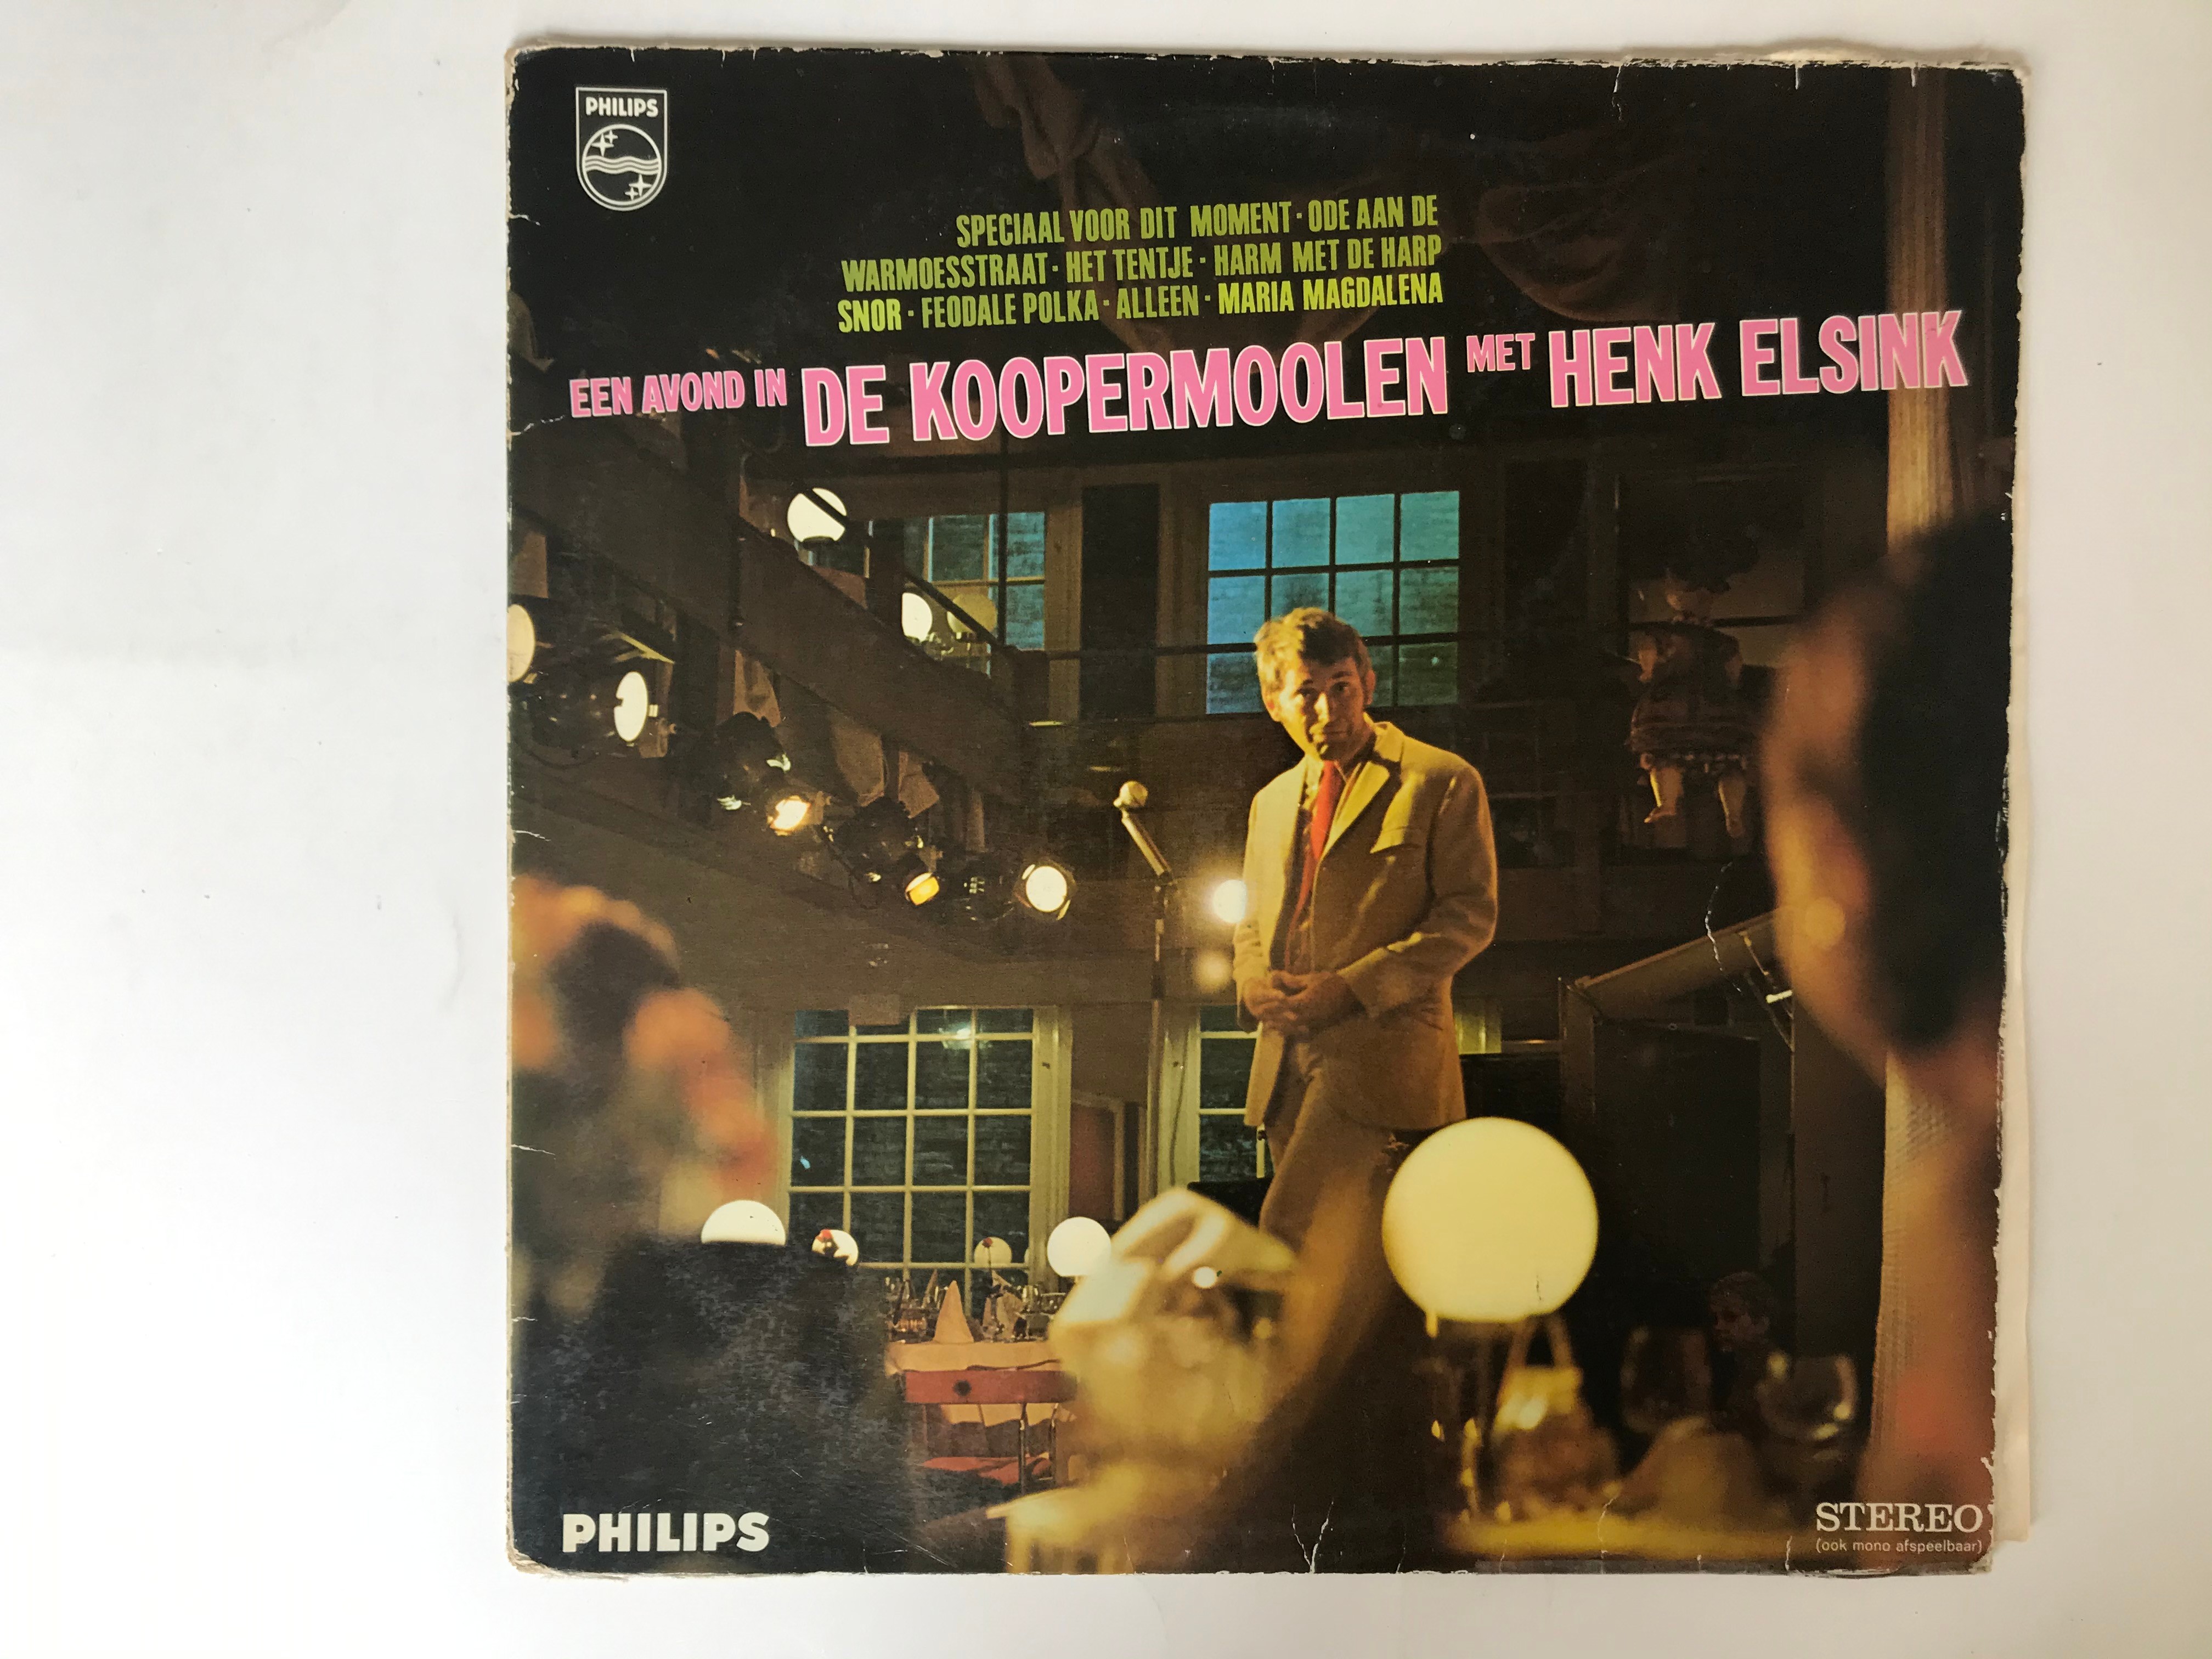 PHILIPS
SPECIAAL VOOR DIT MOMENT · ODE AAN DE
WARMOESSTRAAT · HET TENTJE · HARM MET DE HARP
SNOR · FEODALE POLKA · ALLEEN · MARIA MAGDALENA
EEN AVOND IN DE KOOPERMOOLEN MET HENK ELSINK
PHILIPS
STEREO
(ook mono afspeelbaar)